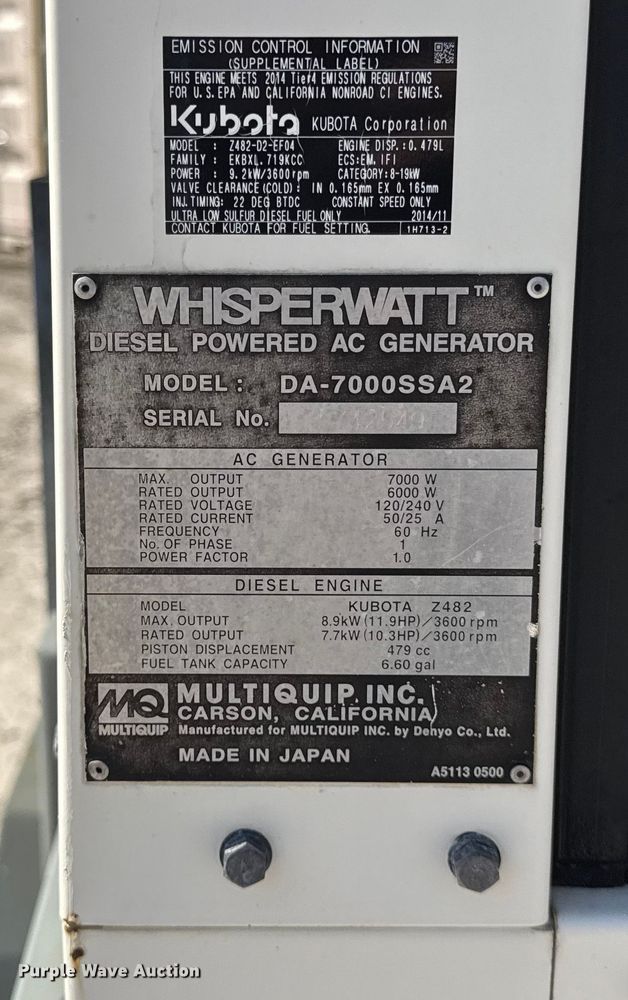 EMISSION CONTROL INFORMATION
(SUPPLEMENTAL LABEL)
THIS ENGINE MEETS 2014 Tier4 EMISSION REGULATIONS
FOR U.S.EPA AND CALIFORNIA NONROAD CI ENGINES.
Kubota KUBOTA Corporation
MODEL : Z482-D2-EF04 ENGINE DISP.:0.479L
FAMILY : EKBXL.719KCC ECS:EM, IFI
POWER : 9.2kW/3600rpm CATEGORY:8-19kW
VALVE CLEARANCE(COLD): IN 0.165mm EX 0.165mm
INJ.TIMING: 22 DEG BTDC CONSTANT SPEED ONLY
ULTRA LOW SULFUR DIESEL FUEL ONLY 2014/11
CONTACT KUBOTA FOR FUEL SETTING. 1H713-2
WHISPERWATT™
DIESEL POWERED AC GENERATOR
MODEL : DA-7000SSA2
SERIAL No.
AC GENERATOR
MAX. OUTPUT 7000 W
RATED OUTPUT 6000 W
RATED VOLTAGE 120/240 V
RATED CURRENT 50/25 A
FREQUENCY 60 Hz
No. OF PHASE 1
POWER FACTOR 1.0
DIESEL ENGINE
MODEL KUBOTA Z482
MAX. OUTPUT 8.9kW(11.9HP)/3600rpm
RATED OUTPUT 7.7kW(10.3HP)/3600rpm
PISTON DISPLACEMENT 479 cc
FUEL TANK CAPACITY 6.60 gal
MQ MULTIQUIP INC.
CARSON, CALIFORNIA
MULTIQUIP Manufactured for MULTIQUIP INC. by Denyo Co., Ltd.
MADE IN JAPAN
A5113 0500
Purple Wave Auction